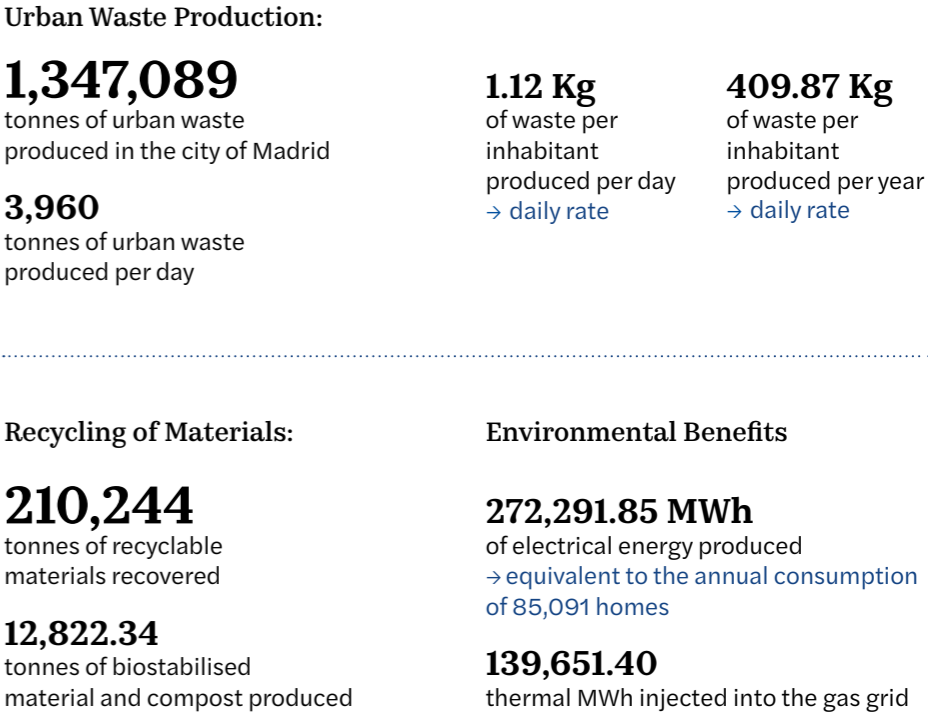 Urban Waste Production:
1,347,089
tonnes of urban waste
produced in the city of Madrid
3,960
tonnes of urban waste
produced per day
1.12 Kg
of waste per
inhabitant
produced per day
→ daily rate
409.87 Kg
of waste per
inhabitant
produced per year
→ daily rate
Recycling of Materials:
210,244
tonnes of recyclable
materials recovered
12,822.34
tonnes of biostabilised
material and compost produced
Environmental Benefits
272,291.85 MWh
of electrical energy produced
→ equivalent to the annual consumption
of 85,091 homes
139,651.40
thermal MWh injected into the gas grid